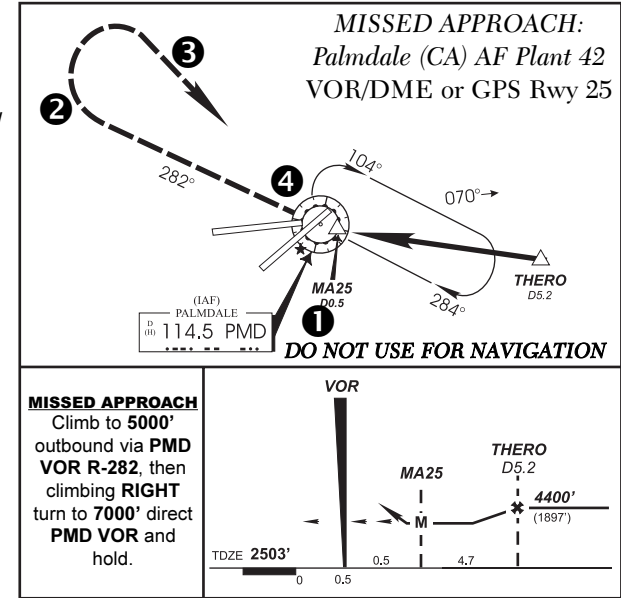 MISSED APPROACH:
Palmdale (CA) AF Plant 42
VOR/DME or GPS Rwy 25
3
2
282°
4
104°
070°
THERO
D5.2
284°
MA25
D0.5
(IAF)
PALMDALE
D
(H) 114.5 PMD
1
DO NOT USE FOR NAVIGATION
MISSED APPROACH
Climb to 5000'
outbound via PMD
VOR R-282, then
climbing RIGHT
turn to 7000' direct
PMD VOR and
hold.
VOR
MA25
THERO
D5.2
4400'
(1897')
M
TDZE 2503'
0.5
4.7
0
0.5